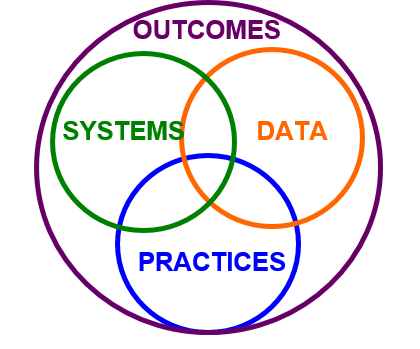 OUTCOMES
SYSTEMS
DATA
PRACTICES